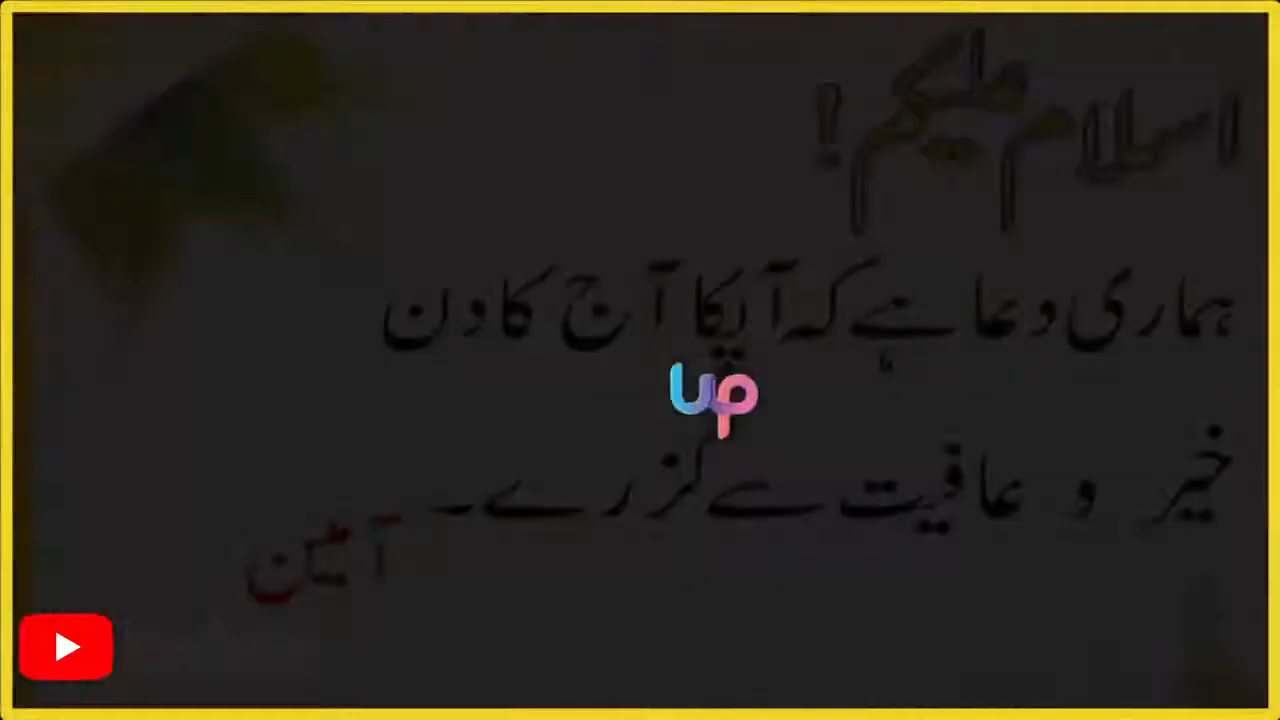 اسلام علیکم!
ہماری دعا ہے کہ آپکا آج کا دن
up
خیر و عافیت سے گزرے۔
آمین